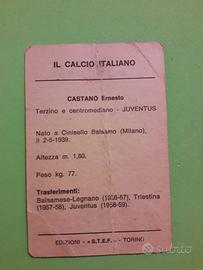 IL CALCIO ITALIANO
CASTANO Ernesto
Terzino e centromediano - JUVENTUS
Nato a Cinisello Balsamo (Milano),
il 2-5-1939.
Altezza m. 1,80.
Peso kg. 77.
Trasferimenti:
Balsamese-Legnano (1956-57), Triestina
(1957-58), Juventus (1958-59).
EDIZIONI - «S.T.E.F.» - TORINO
subito